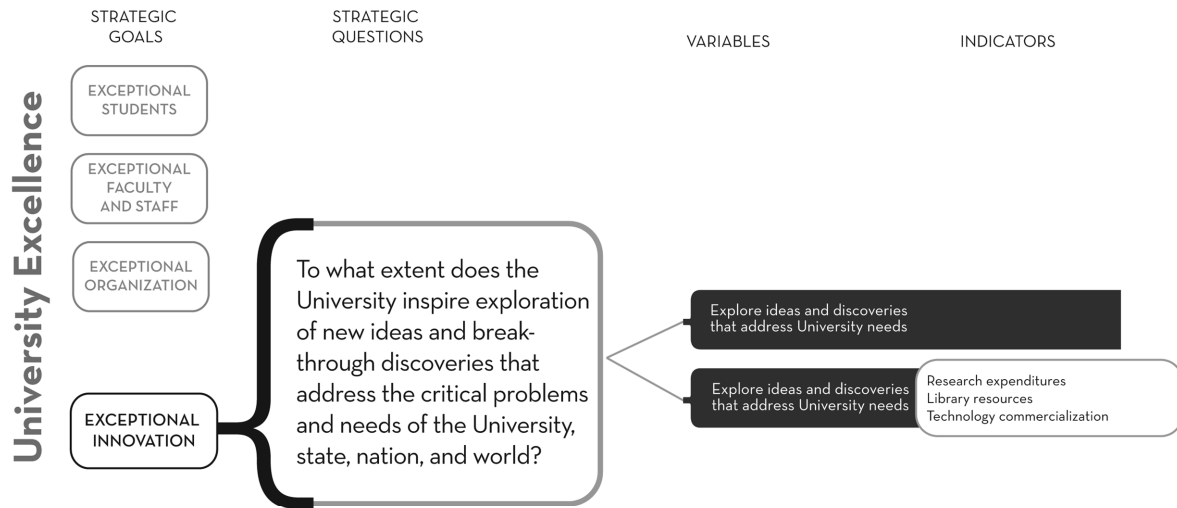 STRATEGIC
GOALS
STRATEGIC
QUESTIONS
VARIABLES
INDICATORS
University Excellence
EXCEPTIONAL
STUDENTS
EXCEPTIONAL
FACULTY
AND STAFF
EXCEPTIONAL
ORGANIZATION
EXCEPTIONAL
INNOVATION
To what extent does the
University inspire exploration
of new ideas and break-
through discoveries that
address the critical problems
and needs of the University,
state, nation, and world?
Explore ideas and discoveries
that address University needs
Explore ideas and discoveries
that address University needs
Research expenditures
Library resources
Technology commercialization